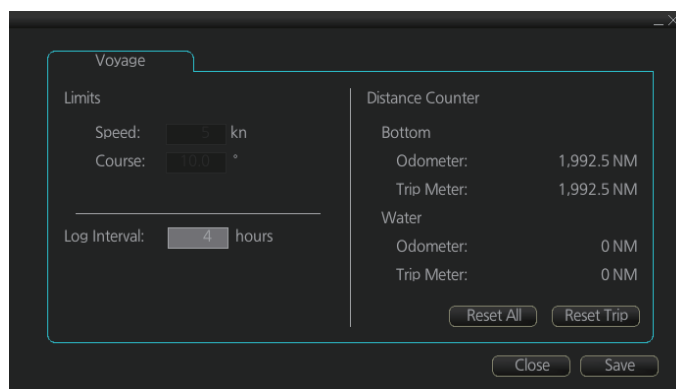 Voyage
Limits
Speed: 5 kn
Course: 10.0 °
Log Interval: 4 hours
Distance Counter
Bottom
Odometer: 1,992.5 NM
Trip Meter: 1,992.5 NM
Water
Odometer: 0 NM
Trip Meter: 0 NM
Reset All Reset Trip
Close Save